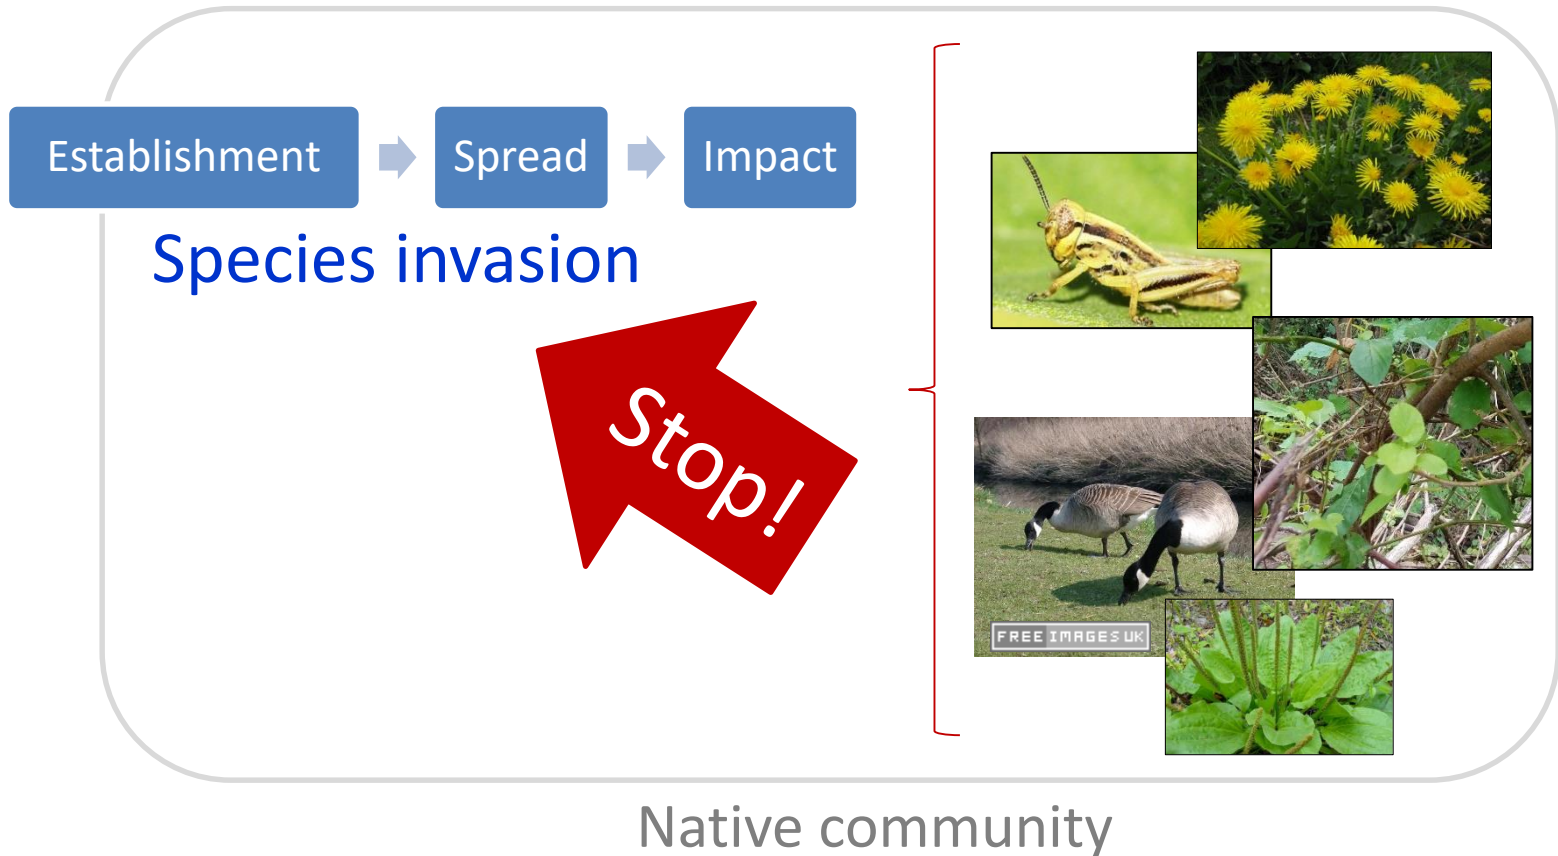 Establishment
Spread
Impact
Species invasion
Stop!
FREE IMAGES UK
Native community